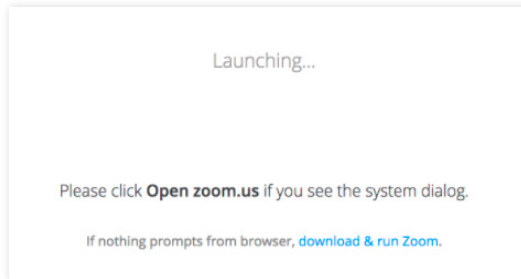 Launching...
Please click Open zoom.us if you see the system dialog.
If nothing prompts from browser, download & run Zoom.